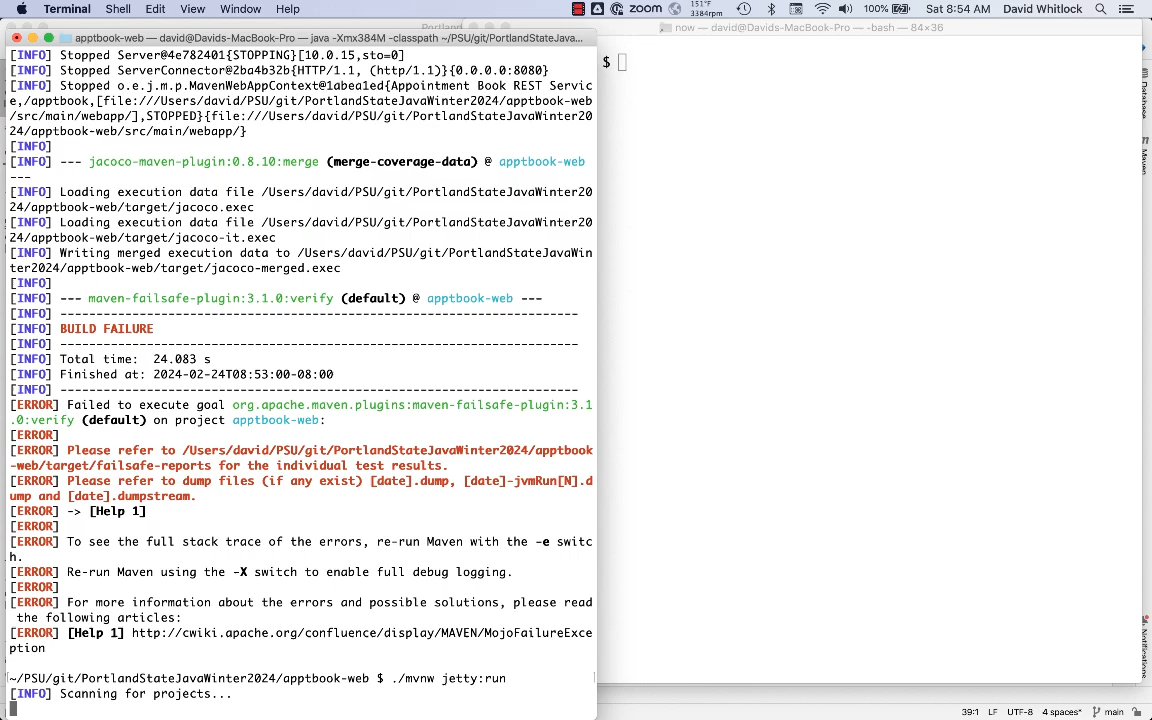 Terminal Shell Edit View Window Help zoom 151°F 3384rpm 100% Sat 8:54 AM David Whitlock
apptbook-web — david@Davids-MacBook-Pro — java -Xmx384M -classpath ~/PSU/git/PortlandStateJava...
now — david@Davids-MacBook-Pro — -bash — 84×36
[INFO] Stopped Server@4e782401{STOPPING}[10.0.15,sto=0]
[INFO] Stopped ServerConnector@2ba4b32b{HTTP/1.1, (http/1.1)}{0.0.0.0:8080}
[INFO] Stopped o.e.j.m.p.MavenWebAppContext@1abea1ed{Appointment Book REST Servic
e,/apptbook,[file:///Users/david/PSU/git/PortlandStateJavaWinter2024/apptbook-web
/src/main/webapp/],STOPPED}{file:///Users/david/PSU/git/PortlandStateJavaWinter20
24/apptbook-web/src/main/webapp/}
[INFO]
[INFO] --- jacoco-maven-plugin:0.8.10:merge (merge-coverage-data) @ apptbook-web
---
[INFO] Loading execution data file /Users/david/PSU/git/PortlandStateJavaWinter20
24/apptbook-web/target/jacoco.exec
[INFO] Loading execution data file /Users/david/PSU/git/PortlandStateJavaWinter20
24/apptbook-web/target/jacoco-it.exec
[INFO] Writing merged execution data to /Users/david/PSU/git/PortlandStateJavaWin
ter2024/apptbook-web/target/jacoco-merged.exec
[INFO]
[INFO] --- maven-failsafe-plugin:3.1.0:verify (default) @ apptbook-web ---
[INFO] ------------------------------------------------------------------------
[INFO] BUILD FAILURE
[INFO] ------------------------------------------------------------------------
[INFO] Total time:  24.083 s
[INFO] Finished at: 2024-02-24T08:53:00-08:00
[INFO] ------------------------------------------------------------------------
[ERROR] Failed to execute goal org.apache.maven.plugins:maven-failsafe-plugin:3.1
.0:verify (default) on project apptbook-web:
[ERROR]
[ERROR] Please refer to /Users/david/PSU/git/PortlandStateJavaWinter2024/apptbook
-web/target/failsafe-reports for the individual test results.
[ERROR] Please refer to dump files (if any exist) [date].dump, [date]-jvmRun[N].d
ump and [date].dumpstream.
[ERROR] -> [Help 1]
[ERROR]
[ERROR] To see the full stack trace of the errors, re-run Maven with the -e switc
h.
[ERROR] Re-run Maven using the -X switch to enable full debug logging.
[ERROR]
[ERROR] For more information about the errors and possible solutions, please read
 the following articles:
[ERROR] [Help 1] http://cwiki.apache.org/confluence/display/MAVEN/MojoFailureExce
ption
~/PSU/git/PortlandStateJavaWinter2024/apptbook-web $ ./mvnw jetty:run
[INFO] Scanning for projects...
$
Database
Maven
Notifications
39:1 LF UTF-8 4 spaces* main